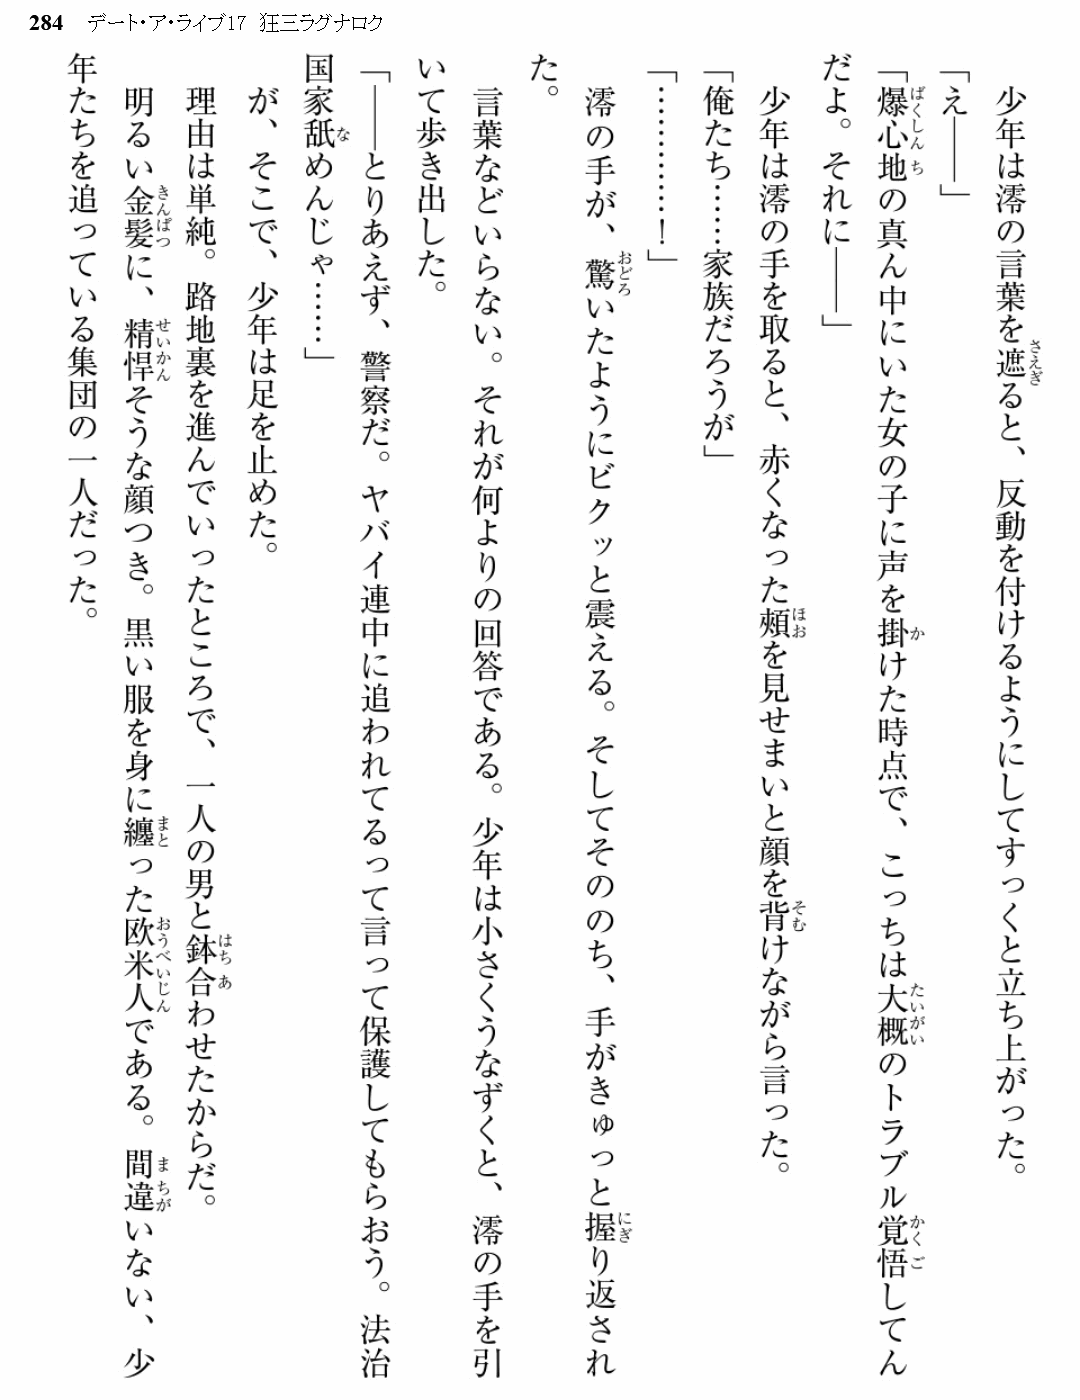 284 デート・ア・ライブ17 狂三ラグナロク
少年は澪の言葉を遮ると、反動を付けるようにしてすっくと立ち上がった。
「え――」
「爆心地の真ん中にいた女の子に声を掛けた時点で、こっちは大概のトラブル覚悟してん
だよ。それに――」
少年は澪の手を取ると、赤くなった頰を見せまいと顔を背けながら言った。
「俺たち……家族だろうが」
「…………！」
澪の手が、驚いたようにビクッと震える。そしてそののち、手がきゅっと握り返され
た。
言葉などいらない。それが何よりの回答である。少年は小さくうなずくと、澪の手を引
いて歩き出した。
「――とりあえず、警察だ。ヤバイ連中に追われてるって言って保護してもらおう。法治
国家舐めんじゃ……」
が、そこで、少年は足を止めた。
理由は単純。路地裏を進んでいったところで、一人の男と鉢合わせたからだ。
明るい金髪に、精悍そうな顔つき。黒い服を身に纏った欧米人である。間違いない、少
年たちを追っている集団の一人だった。